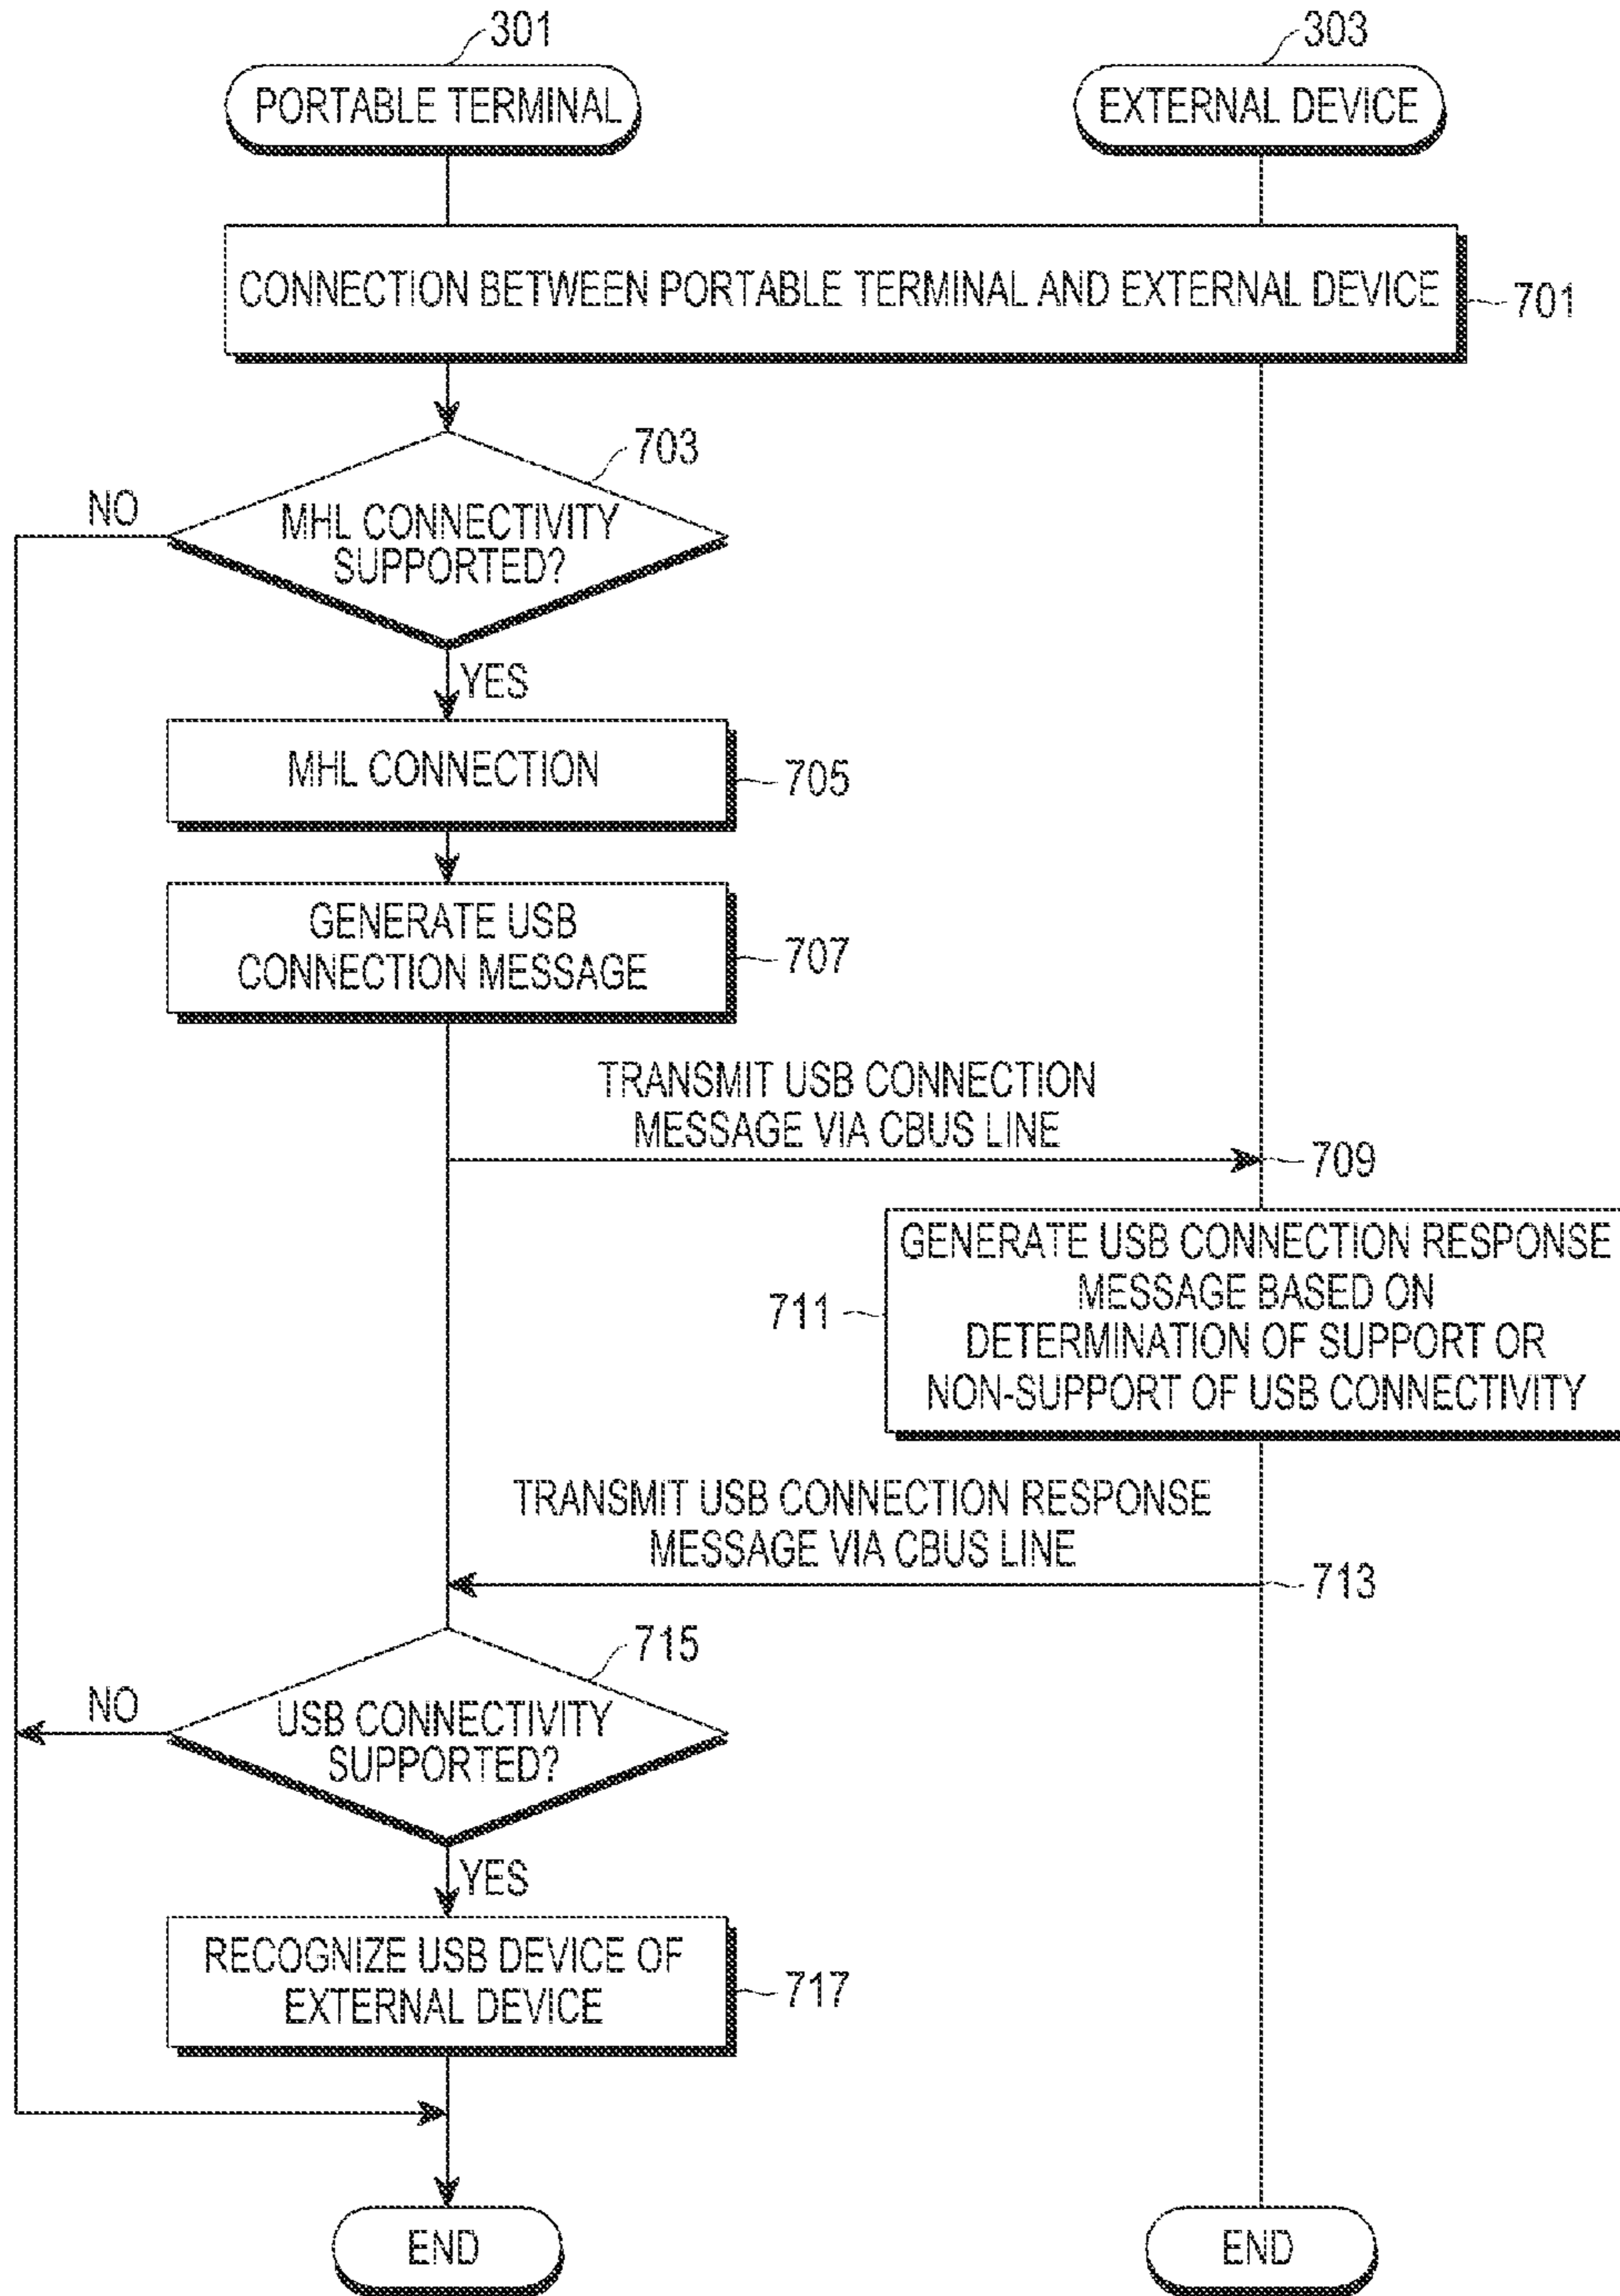 301
303
PORTABLE TERMINAL
EXTERNAL DEVICE
CONNECTION BETWEEN PORTABLE TERMINAL AND EXTERNAL DEVICE
701
703
NO
MHL CONNECTIVITY
SUPPORTED?
YES
MHL CONNECTION
705
GENERATE USB
CONNECTION MESSAGE
707
TRANSMIT USB CONNECTION
MESSAGE VIA CBUS LINE
709
GENERATE USB CONNECTION RESPONSE
MESSAGE BASED ON
DETERMINATION OF SUPPORT OR
NON-SUPPORT OF USB CONNECTIVITY
711
TRANSMIT USB CONNECTION RESPONSE
MESSAGE VIA CBUS LINE
713
715
NO
USB CONNECTIVITY
SUPPORTED?
YES
RECOGNIZE USB DEVICE OF
EXTERNAL DEVICE
717
END
END